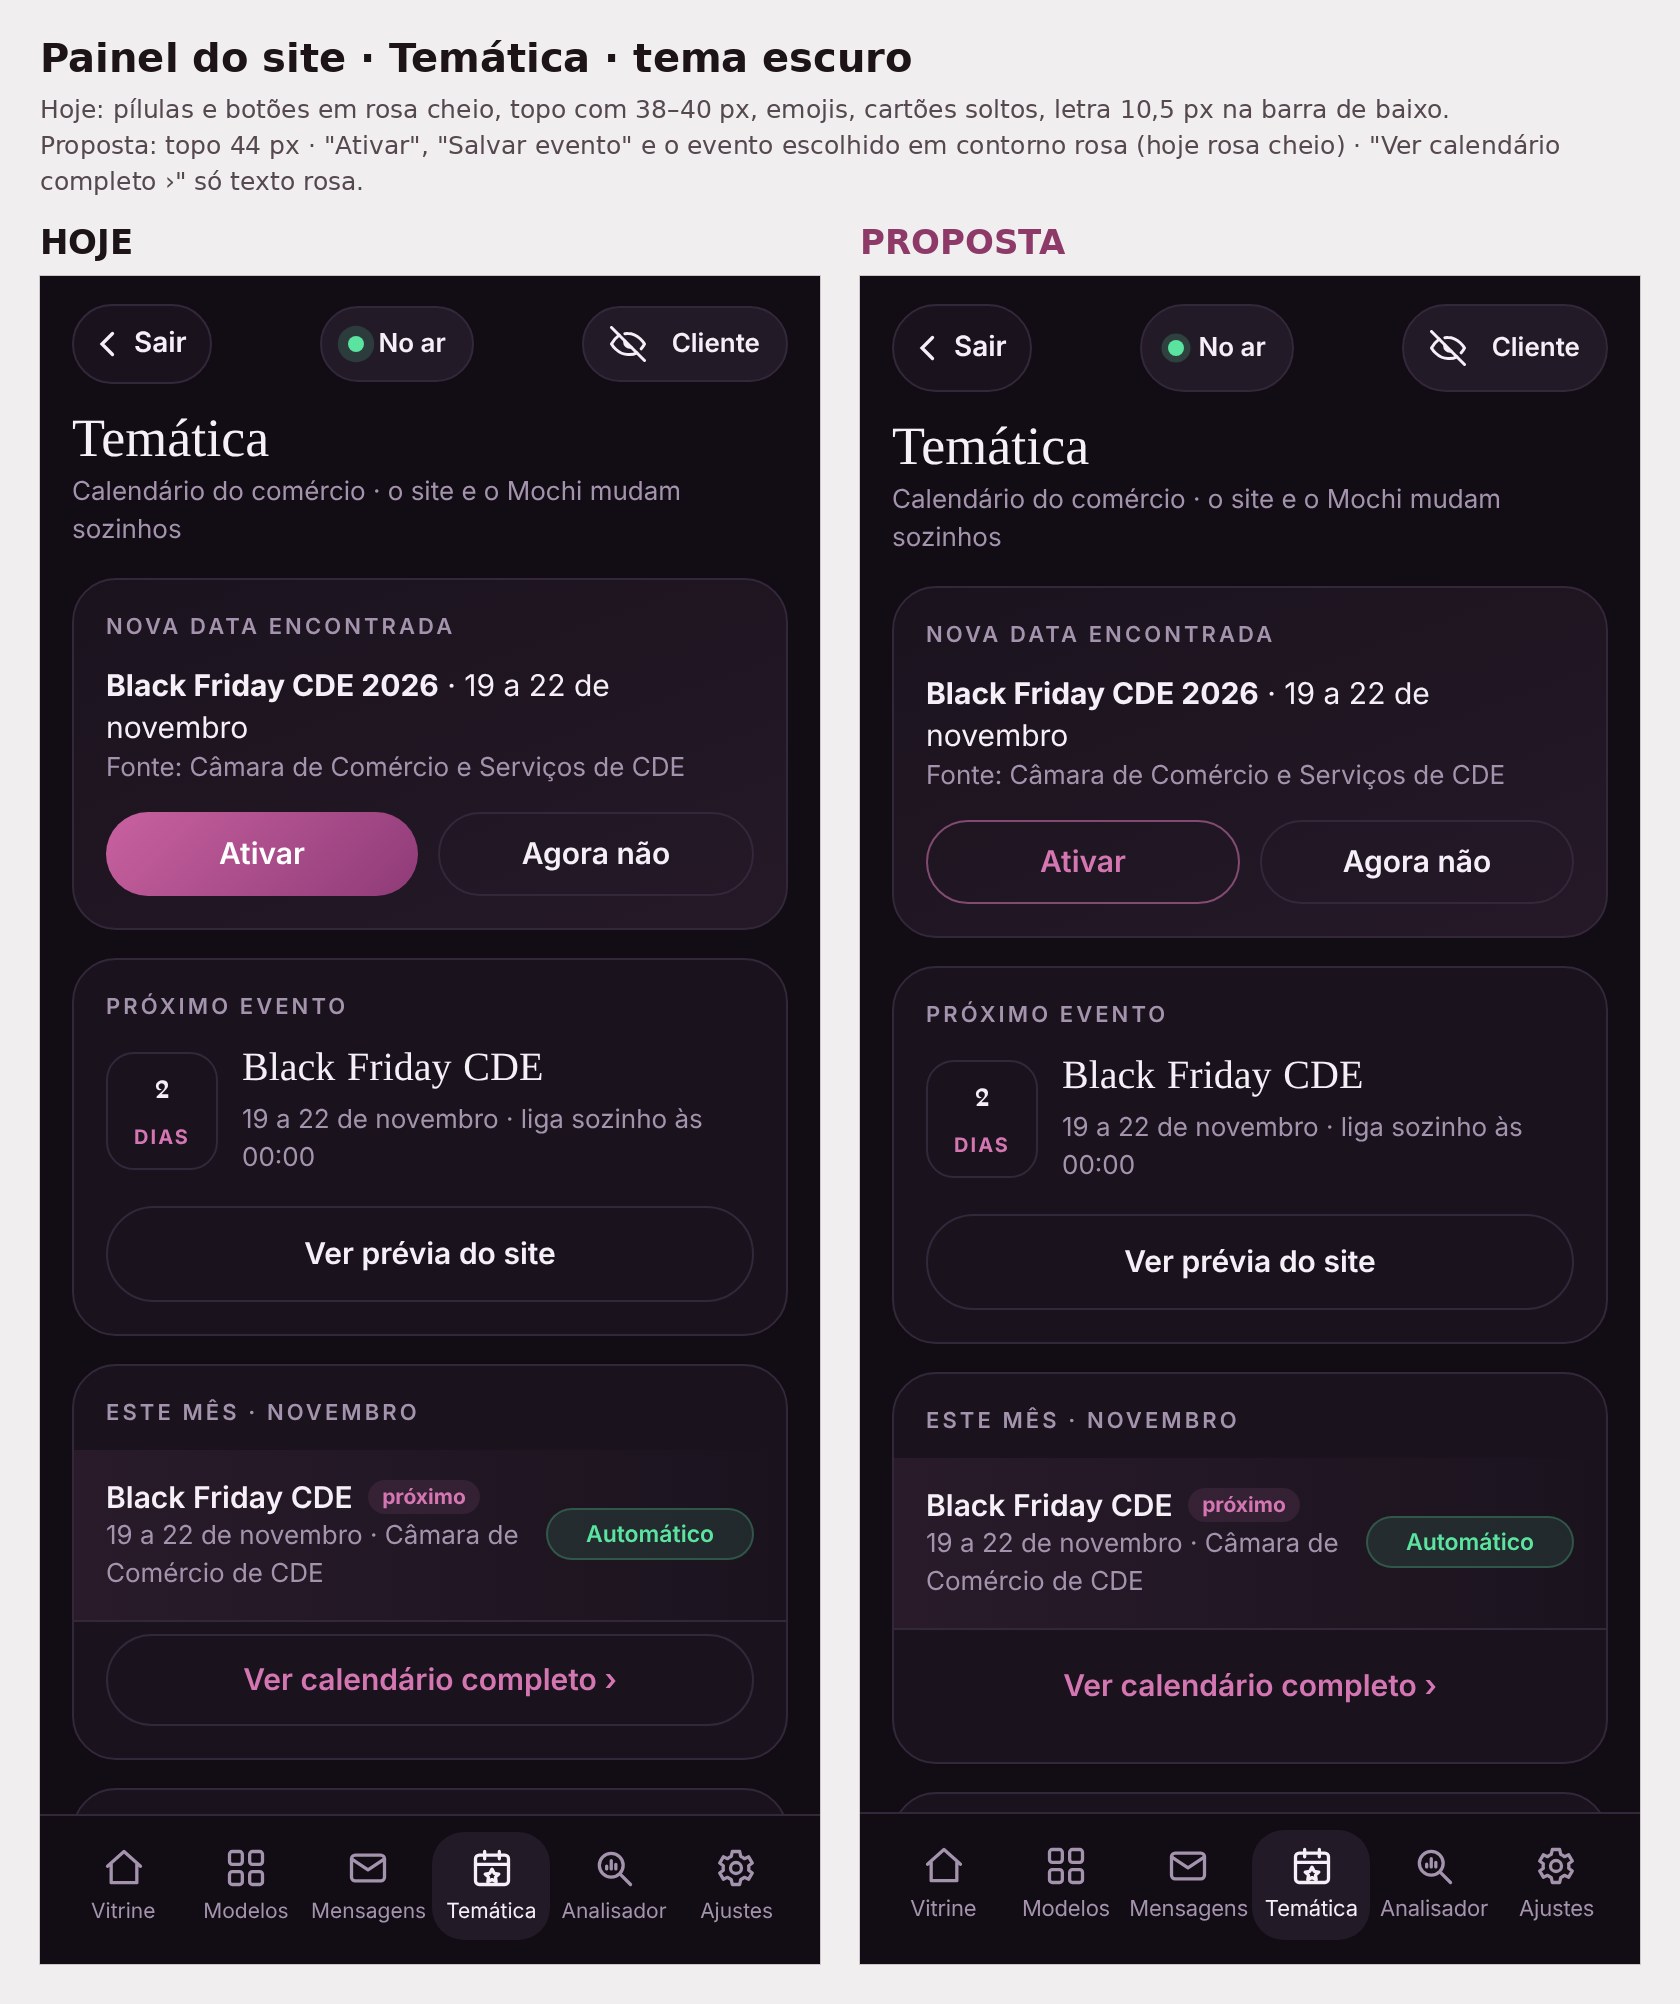 Painel do site · Temática · tema escuro
Hoje: pílulas e botões em rosa cheio, topo com 38–40 px, emojis, cartões soltos, letra 10,5 px na barra de baixo.
Proposta: topo 44 px · "Ativar", "Salvar evento" e o evento escolhido em contorno rosa (hoje rosa cheio) · "Ver calendário
completo ›" só texto rosa.
HOJE
Sair
No ar
Cliente
Temática
Calendário do comércio · o site e o Mochi mudam
sozinhos
NOVA DATA ENCONTRADA
Black Friday CDE 2026 · 19 a 22 de
novembro
Fonte: Câmara de Comércio e Serviços de CDE
Ativar
Agora não
PRÓXIMO EVENTO
2
DIAS
Black Friday CDE
19 a 22 de novembro · liga sozinho às
00:00
Ver prévia do site
ESTE MÊS · NOVEMBRO
Black Friday CDE próximo
19 a 22 de novembro · Câmara de
Comércio de CDE
Automático
Ver calendário completo ›
Vitrine
Modelos
Mensagens
Temática
Analisador
Ajustes
PROPOSTA
Sair
No ar
Cliente
Temática
Calendário do comércio · o site e o Mochi mudam
sozinhos
NOVA DATA ENCONTRADA
Black Friday CDE 2026 · 19 a 22 de
novembro
Fonte: Câmara de Comércio e Serviços de CDE
Ativar
Agora não
PRÓXIMO EVENTO
2
DIAS
Black Friday CDE
19 a 22 de novembro · liga sozinho às
00:00
Ver prévia do site
ESTE MÊS · NOVEMBRO
Black Friday CDE próximo
19 a 22 de novembro · Câmara de
Comércio de CDE
Automático
Ver calendário completo ›
Vitrine
Modelos
Mensagens
Temática
Analisador
Ajustes